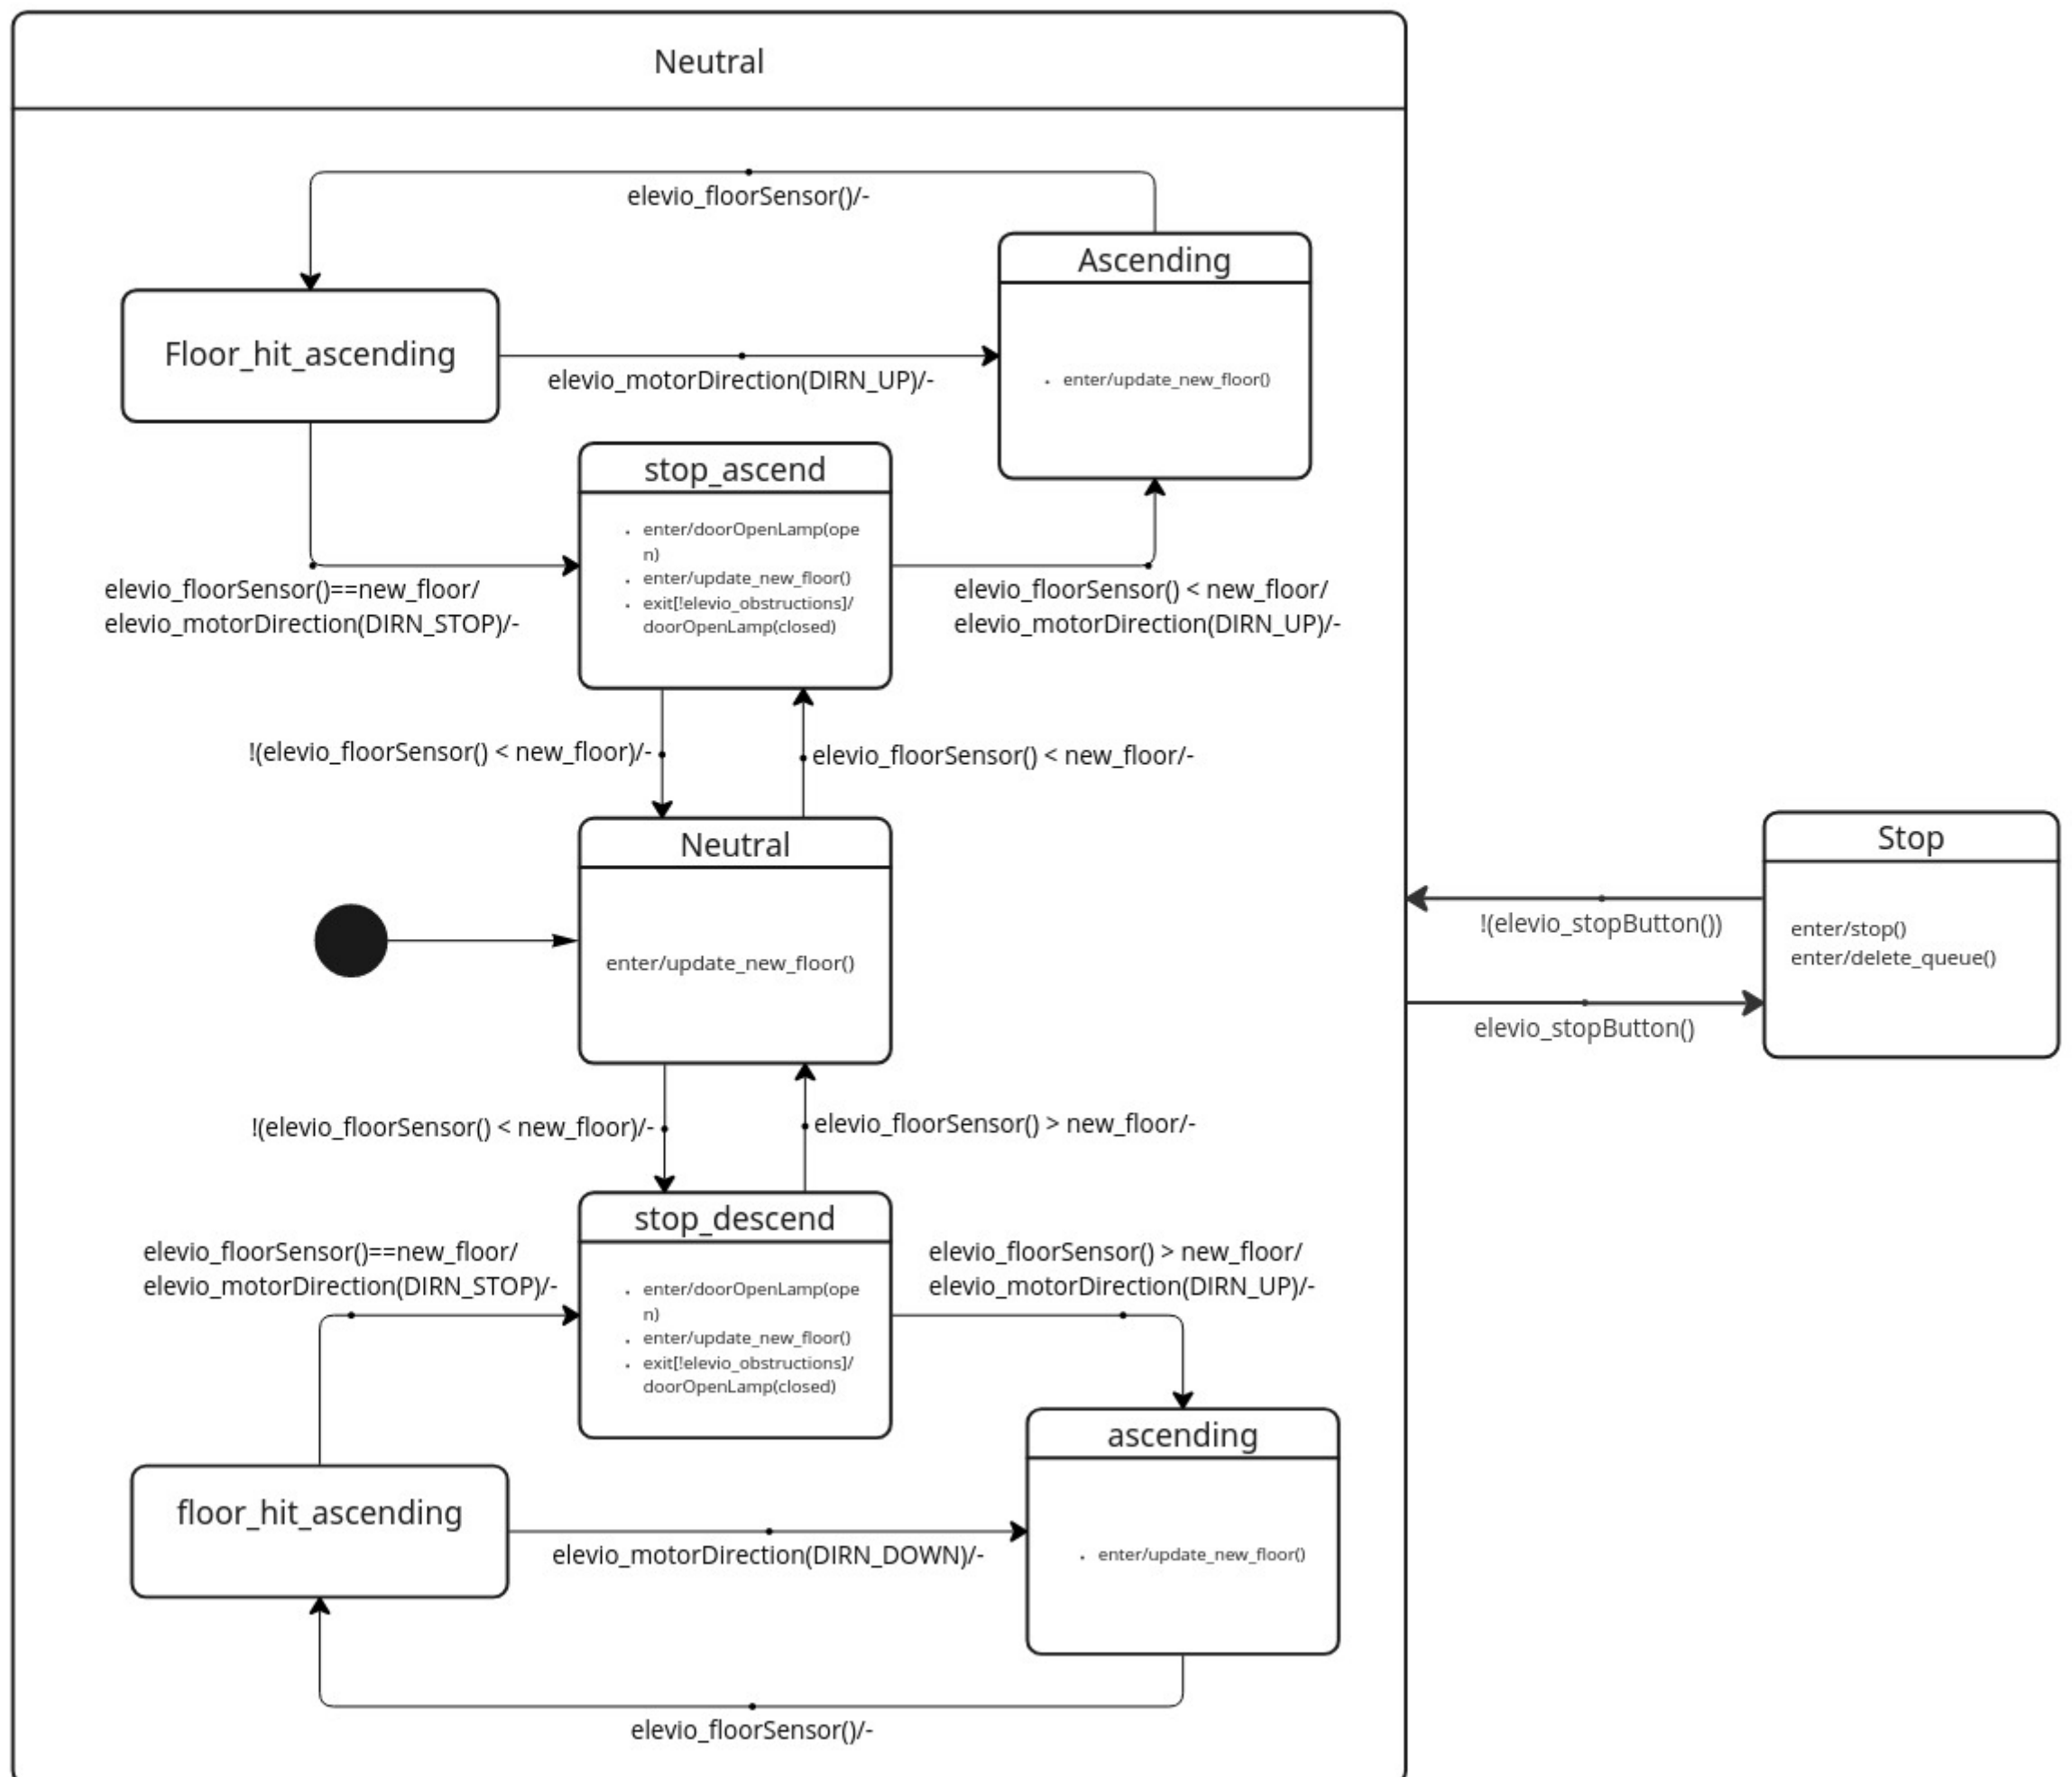 Neutral
elevio_floorSensor()/-
Ascending
enter/update_new_floor()
Floor_hit_ascending
elevio_motorDirection(DIRN_UP)/-
stop_ascend
enter/doorOpenLamp(ope
n)
enter/update_new_floor()
exit[!elevio_obstructions]/
doorOpenLamp(closed)
elevio_floorSensor()==new_floor/
elevio_motorDirection(DIRN_STOP)/-
elevio_floorSensor() < new_floor/
elevio_motorDirection(DIRN_UP)/-
!(elevio_floorSensor() < new_floor)/-
elevio_floorSensor() < new_floor/-
Neutral
enter/update_new_floor()
Stop
enter/stop()
enter/delete_queue()
!(elevio_stopButton())
elevio_stopButton()
!(elevio_floorSensor() < new_floor)/-
elevio_floorSensor() > new_floor/-
stop_descend
enter/doorOpenLamp(ope
n)
enter/update_new_floor()
exit[!elevio_obstructions]/
doorOpenLamp(closed)
elevio_floorSensor()==new_floor/
elevio_motorDirection(DIRN_STOP)/-
elevio_floorSensor() > new_floor/
elevio_motorDirection(DIRN_UP)/-
ascending
enter/update_new_floor()
floor_hit_ascending
elevio_motorDirection(DIRN_DOWN)/-
elevio_floorSensor()/-